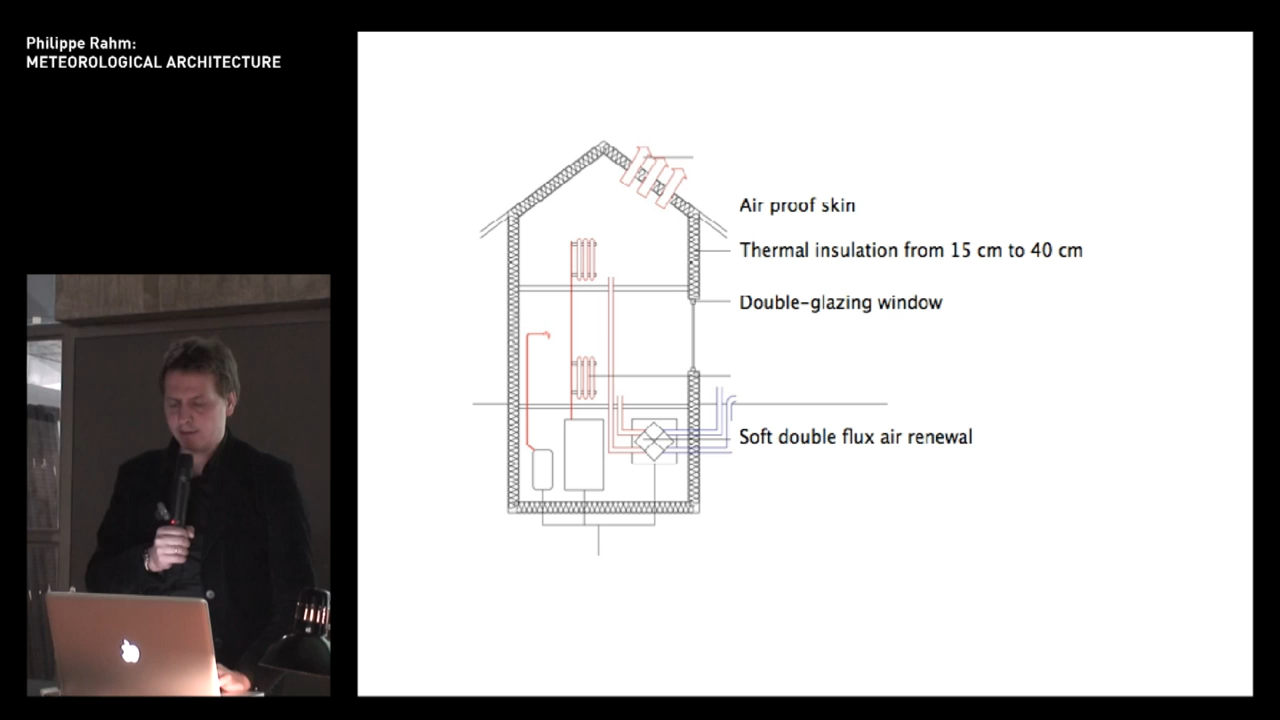 Philippe Rahm:
METEOROLOGICAL ARCHITECTURE
Air proof skin
Thermal insulation from 15 cm to 40 cm
Double-glazing window
Soft double flux air renewal